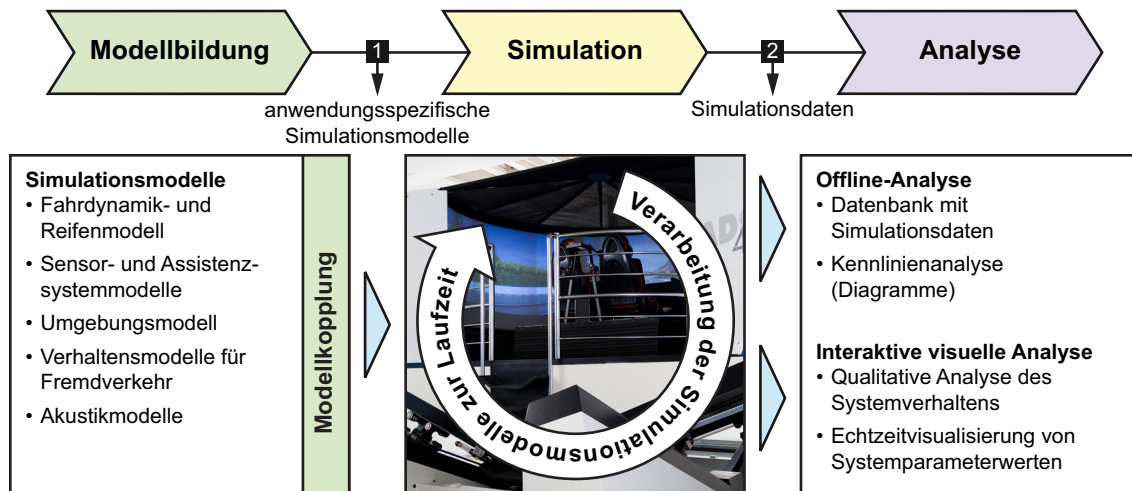 Modellbildung
1
Simulation
2
Analyse
anwendungsspezifische
Simulationsmodelle
Simulationsdaten
Simulationsmodelle
• Fahrdynamik- und
Reifenmodell
• Sensor- und Assistenz-
systemmodelle
• Umgebungsmodell
• Verhaltensmodelle für
Fremdverkehr
• Akustikmodelle
Modellkopplung
Verarbeitung der Simulationsmodelle zur Laufzeit
Offline-Analyse
• Datenbank mit
Simulationsdaten
• Kennlinienanalyse
(Diagramme)
Interaktive visuelle Analyse
• Qualitative Analyse des
Systemverhaltens
• Echtzeitvisualisierung von
Systemparameterwerten